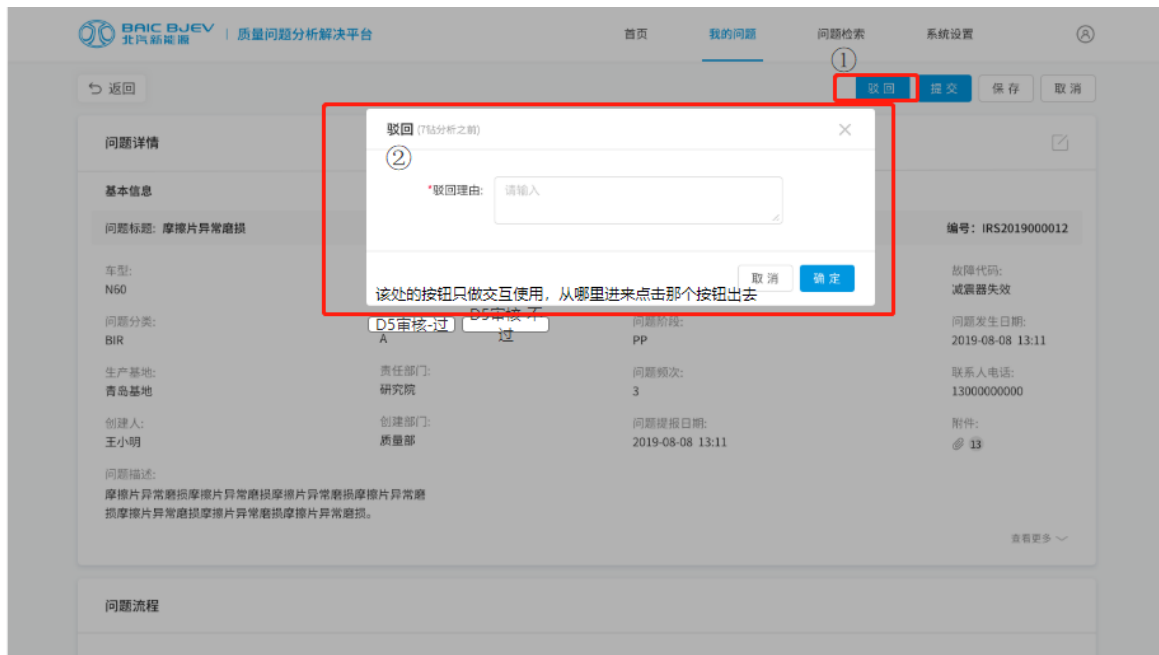 BAIC BJEV
北汽新能源
质量问题分析解决平台
首页 我的问题 问题检索 系统设置
①
返回
驳回 提交 保存 取消
问题详情
驳回 (7钻分析之前)
②
基本信息
*驳回理由: 请输入
问题标题: 摩擦片异常磨损
编号: IRS2019000012
取消 确定
该处的按钮只做交互使用，从哪里进来点击那个按钮出去
D5审核-过 D5审核-不过
车型:
N60
故障代码:
减震器失效
问题分类:
BIR
A
问题阶段:
PP
问题发生日期:
2019-08-08 13:11
生产基地:
青岛基地
责任部门:
研究院
问题频次:
3
联系人电话:
13000000000
创建人:
王小明
创建部门:
质量部
问题提报日期:
2019-08-08 13:11
附件:
13
问题描述:
摩擦片异常磨损摩擦片异常磨损摩擦片异常磨损摩擦片异常磨
损摩擦片异常磨损摩擦片异常磨损摩擦片异常磨损。
查看更多
问题流程